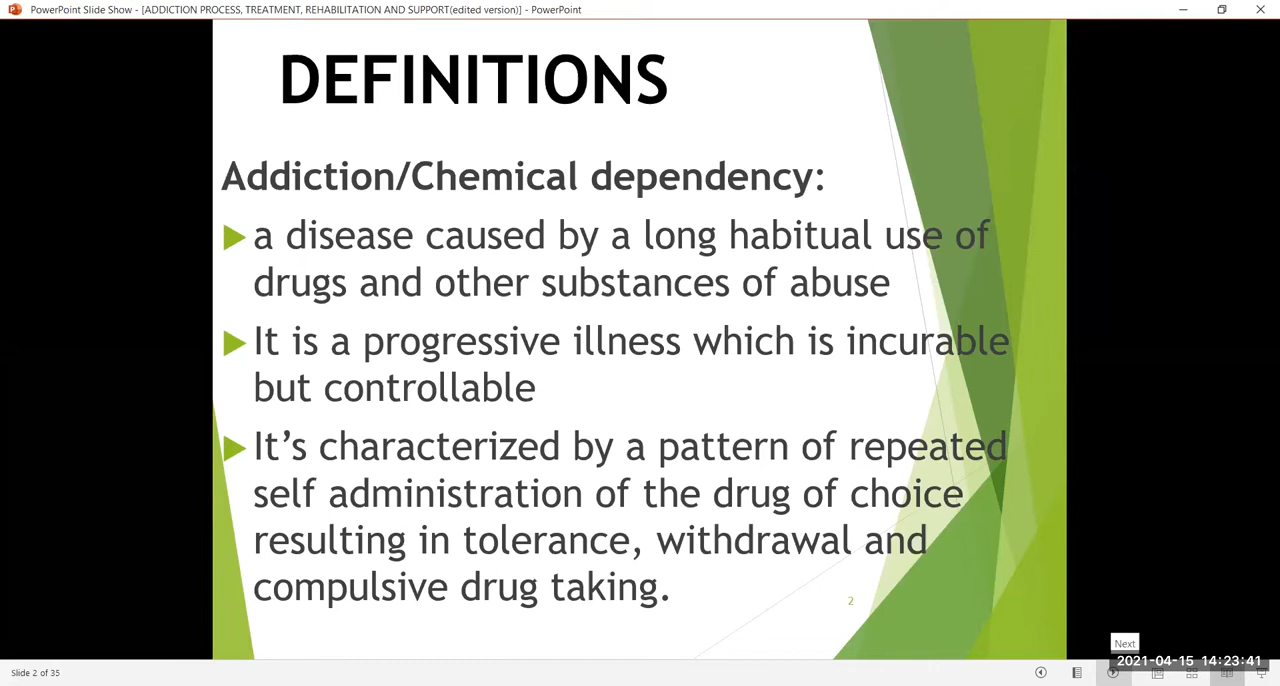 PowerPoint Slide Show - [ADDICTION PROCESS, TREATMENT, REHABILITATION AND SUPPORT(edited version)] - PowerPoint
DEFINITIONS
Addiction/Chemical dependency:
a disease caused by a long habitual use of
drugs and other substances of abuse
It is a progressive illness which is incurable
but controllable
It’s characterized by a pattern of repeated
self administration of the drug of choice
resulting in tolerance, withdrawal and
compulsive drug taking.
2
Next
2021-04-15 14:23:41
Slide 2 of 35